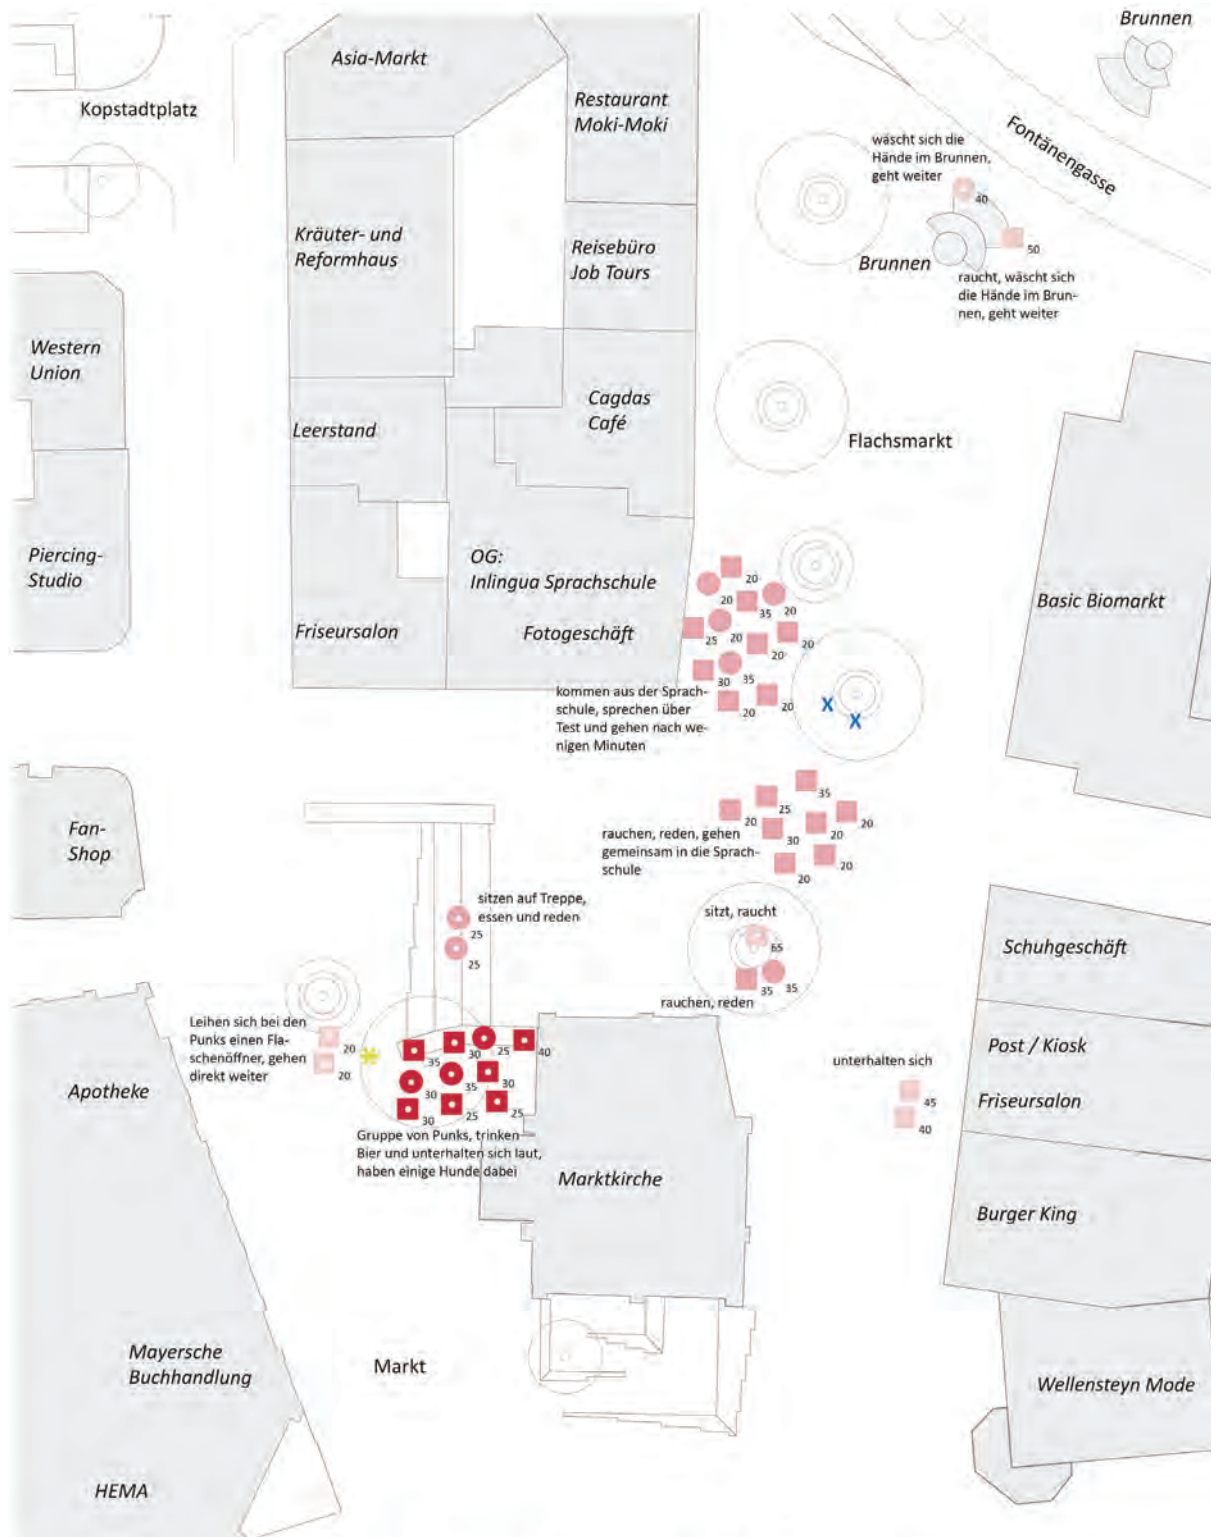 Brunnen
Asia-Markt
Kopstadtplatz
Restaurant
Moki-Moki
Fontänengasse
wäscht sich die
Hände im Brunnen,
geht weiter
40
Kräuter- und
Reformhaus
Reisebüro
Job Tours
Brunnen
50
raucht, wäscht sich
die Hände im Brun-
nen, geht weiter
Western
Union
Cagdas
Café
Leerstand
Flachsmarkt
Piercing-
Studio
OG:
Inlingua Sprachschule
Basic Biomarkt
Friseursalon
Fotogeschäft
20
20
35
20
25
20
20
20
30
35
20
20
kommen aus der Sprach-
schule, sprechen über
Test und gehen nach we-
nigen Minuten
X
X
Fan-
Shop
35
25
20
20
30
20
20
20
rauchen, reden, gehen
gemeinsam in die Sprach-
schule
sitzen auf Treppe,
essen und reden
25
25
sitzt, raucht
65
35
35
rauchen, reden
Schuhgeschäft
Leihen sich bei den
Punks einen Fla-
schenöffner, gehen
direkt weiter
20
20
35
30
25
40
30
35
30
30
25
25
Gruppe von Punks, trinken
Bier und unterhalten sich laut,
haben einige Hunde dabei
Apotheke
Post / Kiosk
unterhalten sich
45
40
Friseursalon
Marktkirche
Burger King
Mayersche
Buchhandlung
Markt
Wellensteyn Mode
HEMA